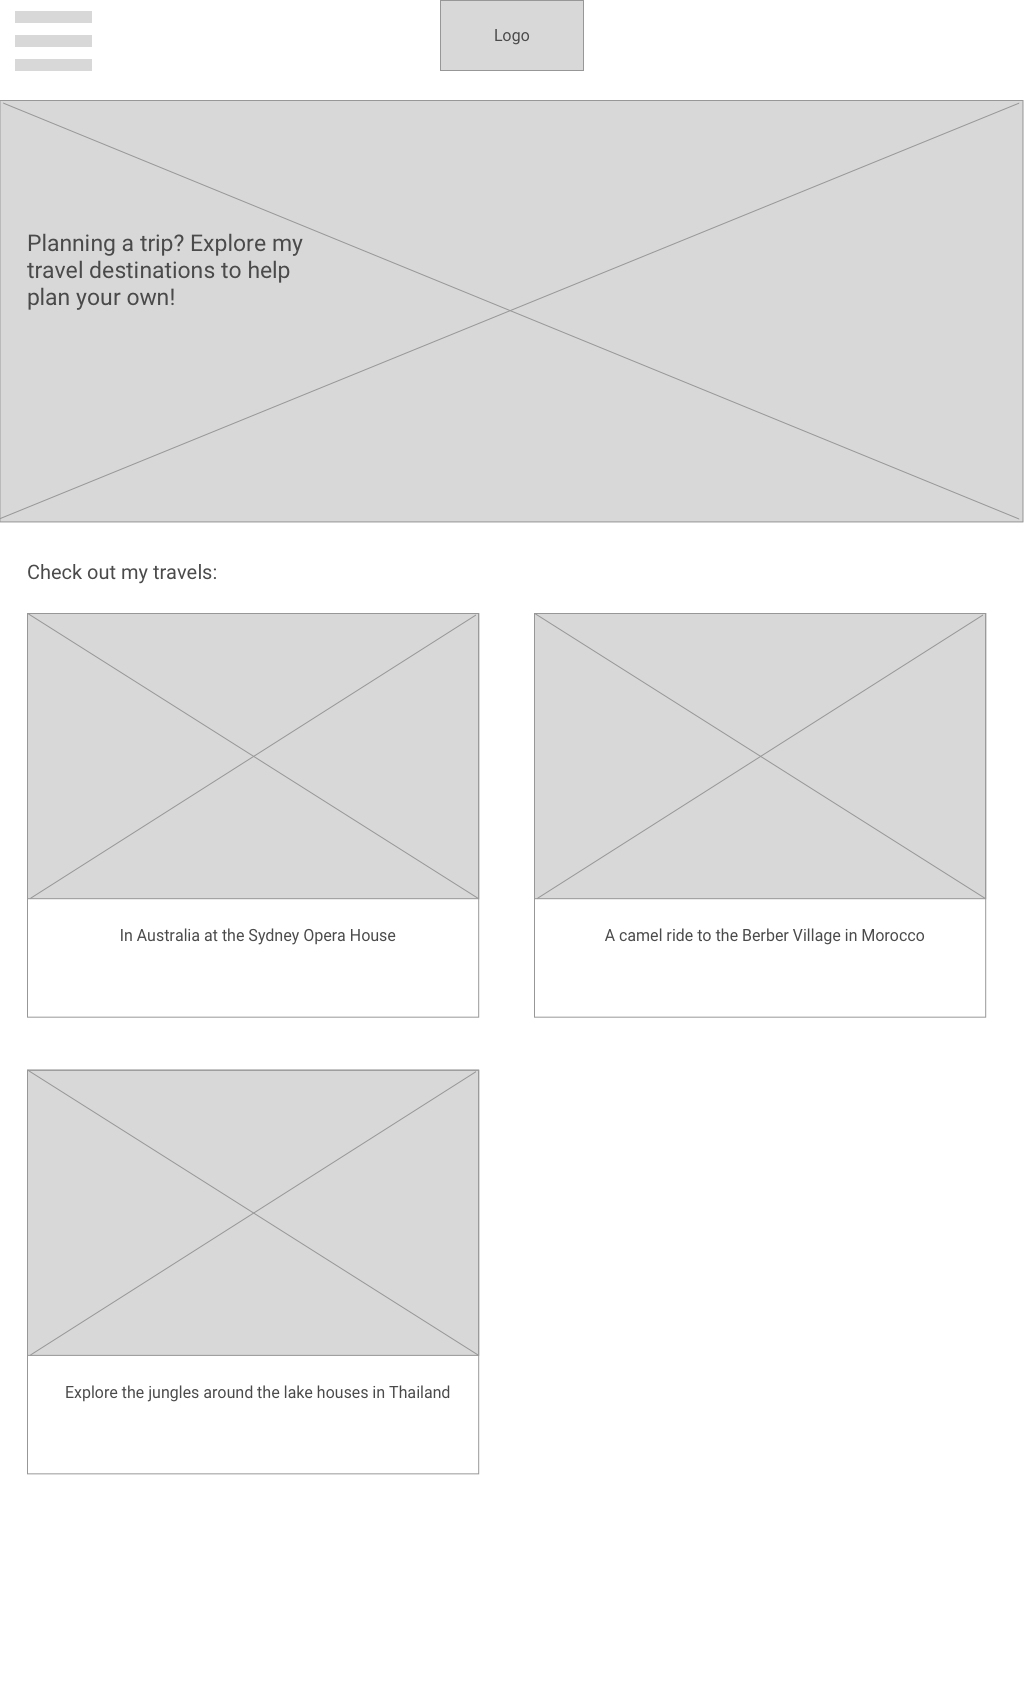 Logo
Planning a trip? Explore my
travel destinations to help
plan your own!
Check out my travels:
In Australia at the Sydney Opera House
A camel ride to the Berber Village in Morocco
Explore the jungles around the lake houses in Thailand